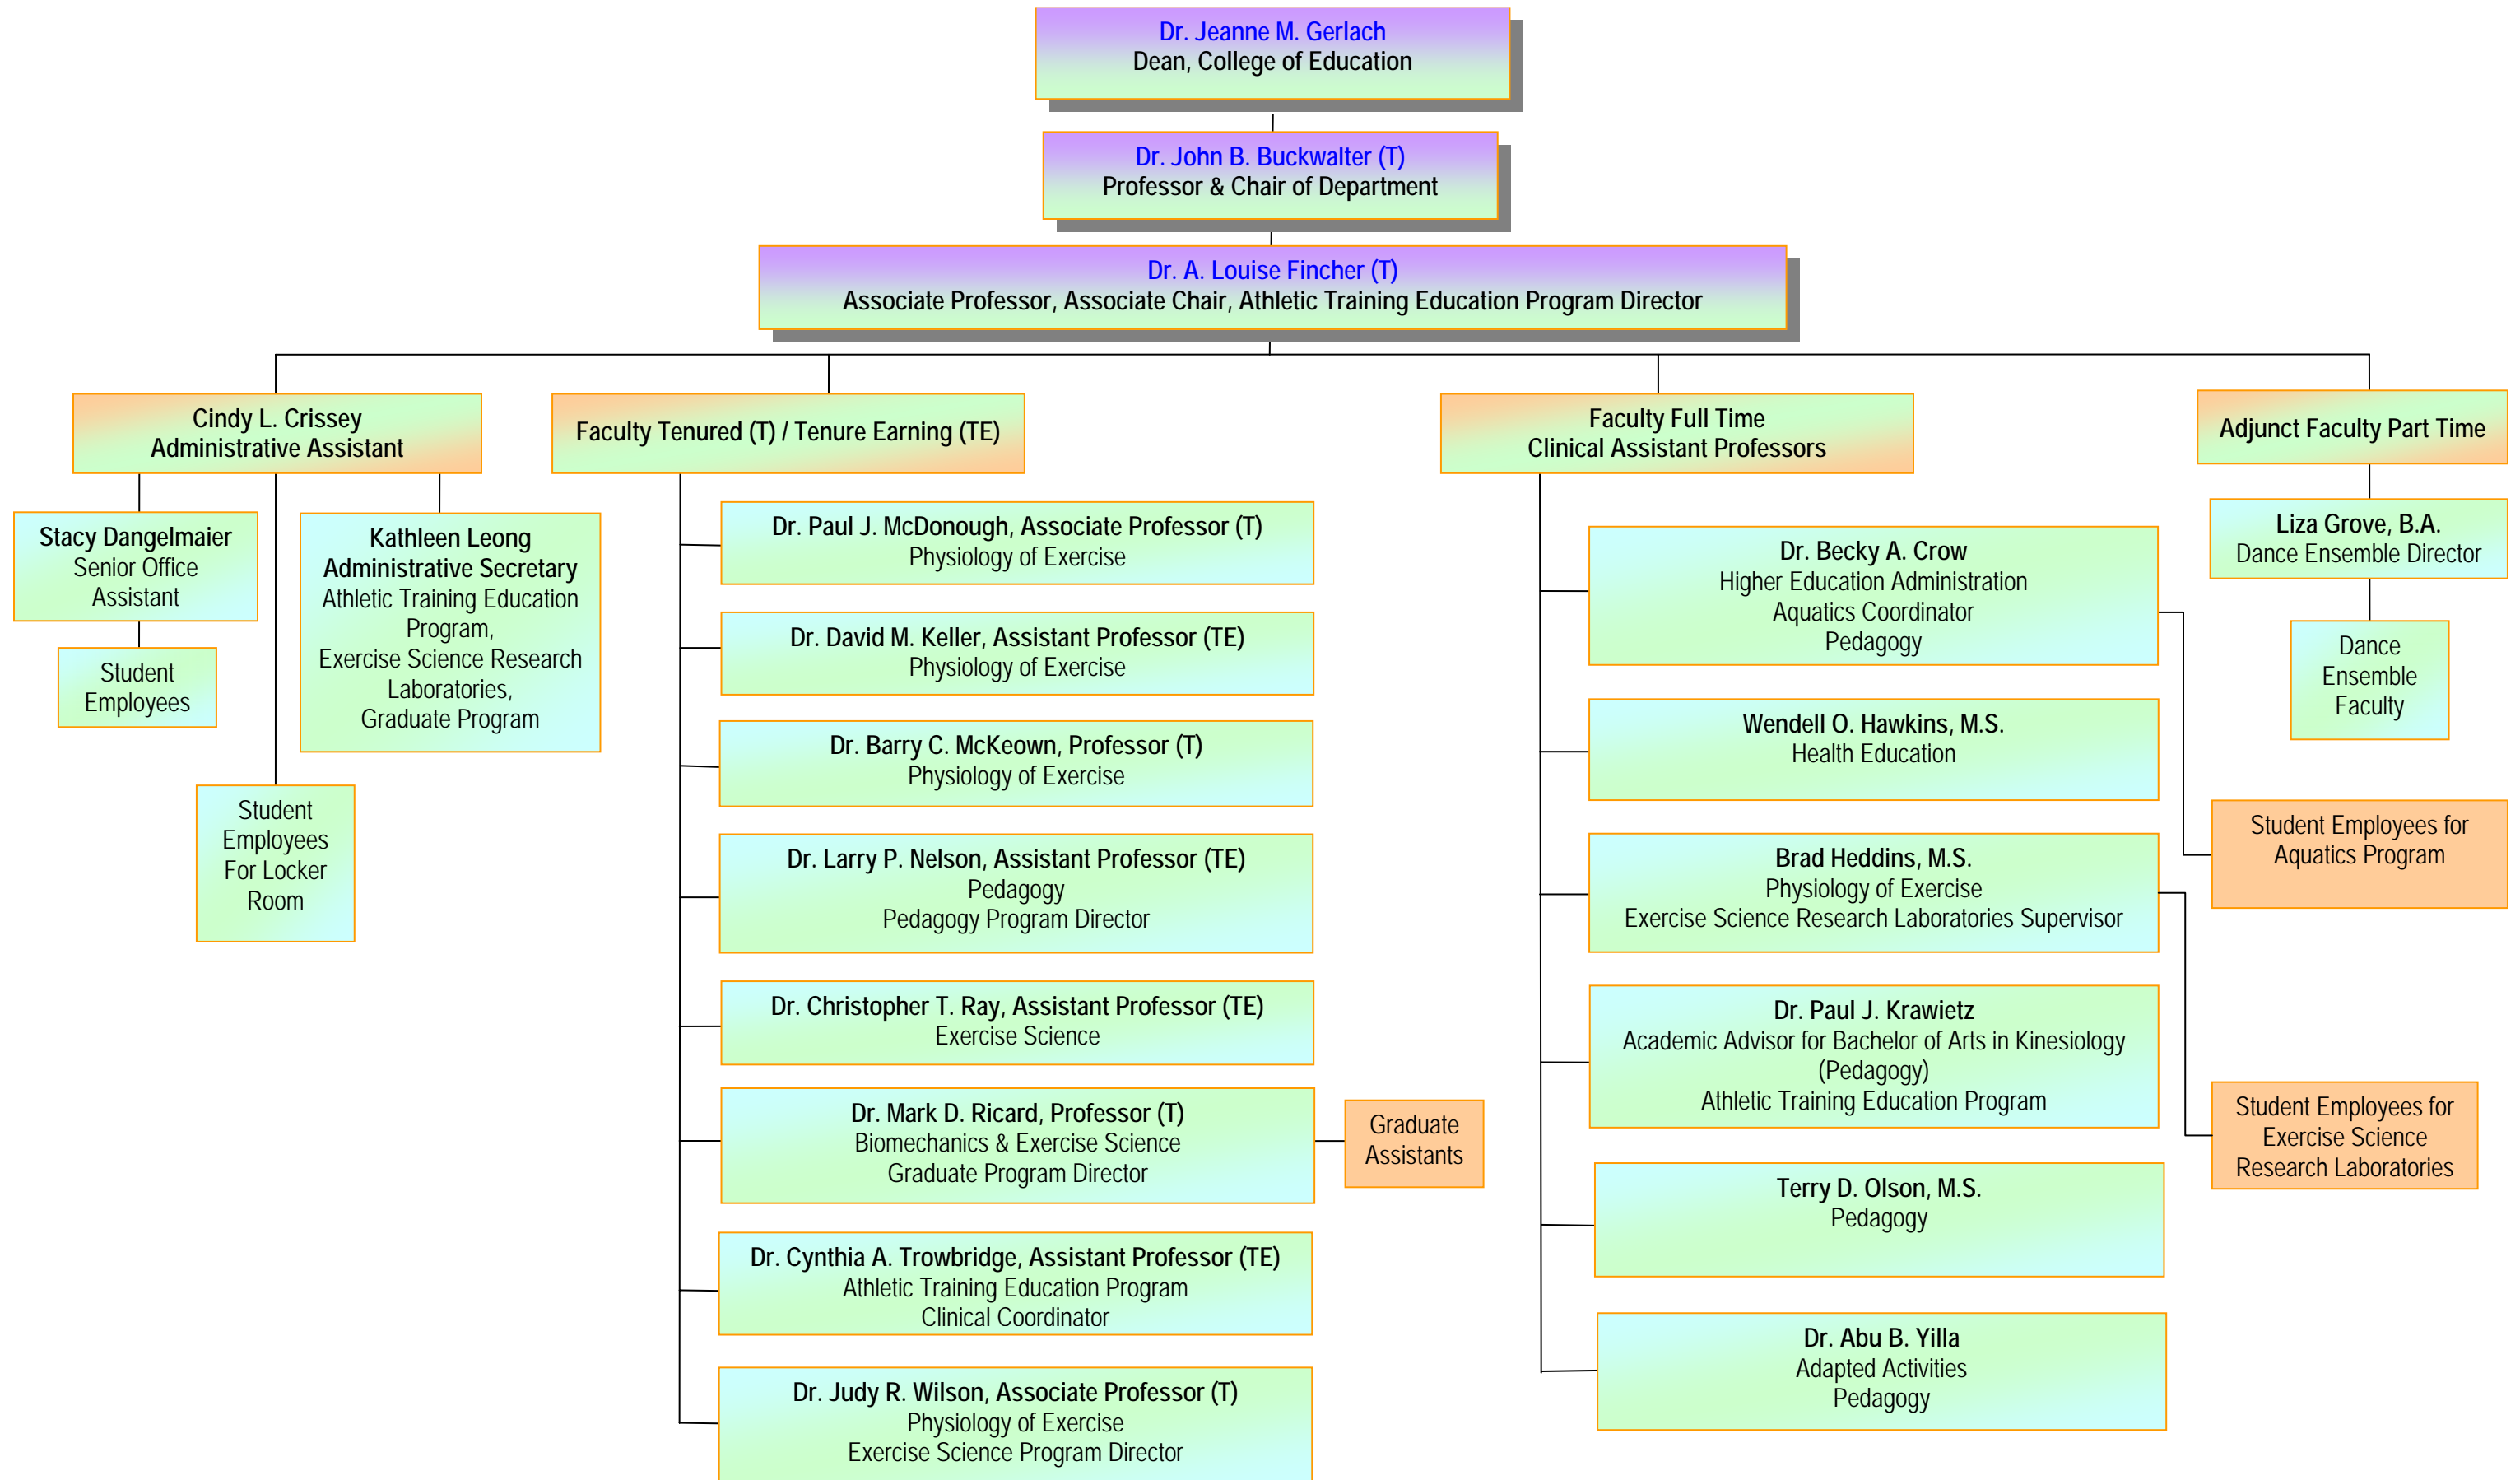 Dr. Jeanne M. Gerlach
Dean, College of Education
Dr. John B. Buckwalter (T)
Professor & Chair of Department
Dr. A. Louise Fincher (T)
Associate Professor, Associate Chair, Athletic Training Education Program Director
Cindy L. Crissey
Administrative Assistant
Stacy Dangelmaier
Senior Office
Assistant
Student
Employees
Kathleen Leong
Administrative Secretary
Athletic Training Education
Program,
Exercise Science Research
Laboratories,
Graduate Program
Student
Employees
For Locker
Room
Faculty Tenured (T) / Tenure Earning (TE)
Dr. Paul J. McDonough, Associate Professor (T)
Physiology of Exercise
Dr. David M. Keller, Assistant Professor (TE)
Physiology of Exercise
Dr. Barry C. McKeown, Professor (T)
Physiology of Exercise
Dr. Larry P. Nelson, Assistant Professor (TE)
Pedagogy
Pedagogy Program Director
Dr. Christopher T. Ray, Assistant Professor (TE)
Exercise Science
Dr. Mark D. Ricard, Professor (T)
Biomechanics & Exercise Science
Graduate Program Director
Graduate
Assistants
Dr. Cynthia A. Trowbridge, Assistant Professor (TE)
Athletic Training Education Program
Clinical Coordinator
Dr. Judy R. Wilson, Associate Professor (T)
Physiology of Exercise
Exercise Science Program Director
Faculty Full Time
Clinical Assistant Professors
Dr. Becky A. Crow
Higher Education Administration
Aquatics Coordinator
Pedagogy
Wendell O. Hawkins, M.S.
Health Education
Brad Heddins, M.S.
Physiology of Exercise
Exercise Science Research Laboratories Supervisor
Dr. Paul J. Krawietz
Academic Advisor for Bachelor of Arts in Kinesiology
(Pedagogy)
Athletic Training Education Program
Terry D. Olson, M.S.
Pedagogy
Dr. Abu B. Yilla
Adapted Activities
Pedagogy
Adjunct Faculty Part Time
Liza Grove, B.A.
Dance Ensemble Director
Dance
Ensemble
Faculty
Student Employees for
Aquatics Program
Student Employees for
Exercise Science
Research Laboratories